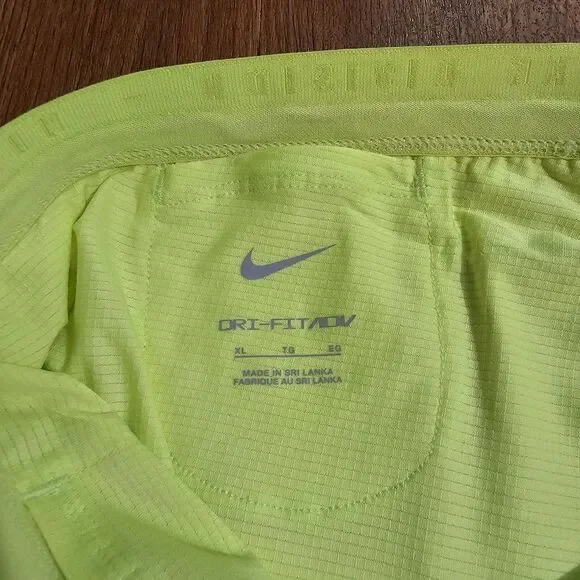 DRI-FIT ADV
XL TG EG
MADE IN SRI LANKA
FABRIQUE AU SRI LANKA